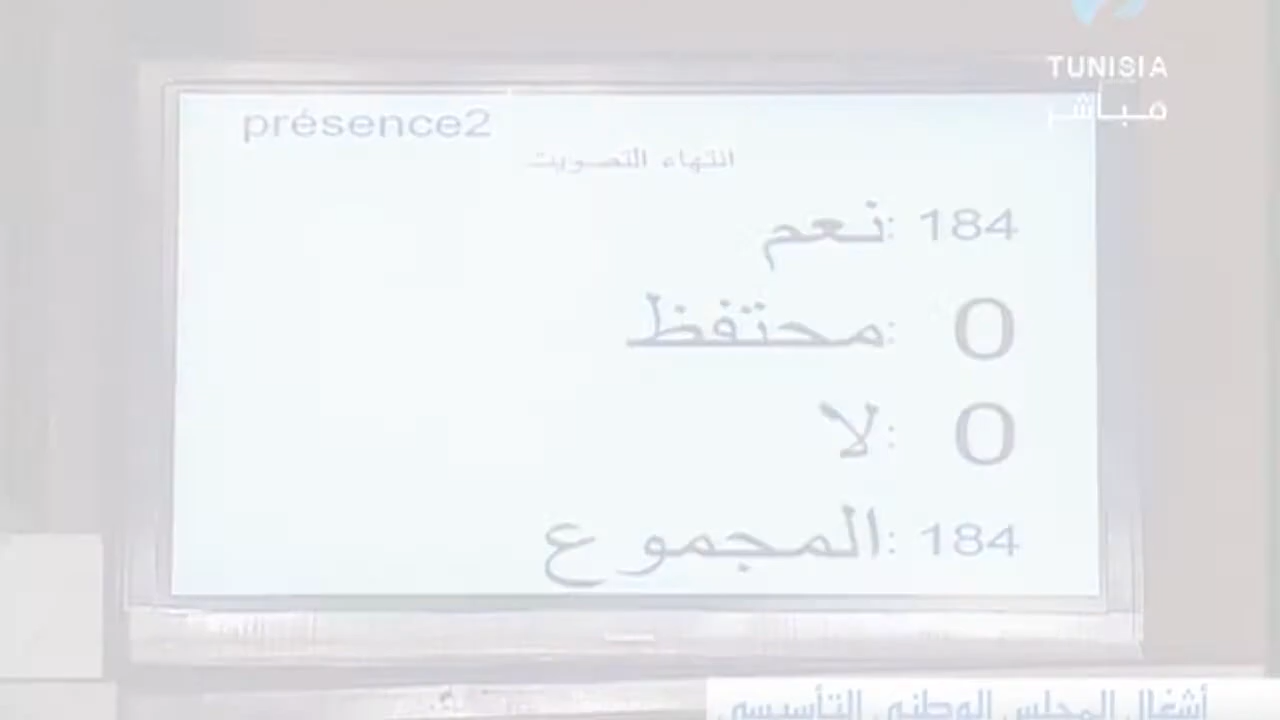 TUNISIA
مباشر
présence2
انتهاء التصويت
184 :نعم
0 :محتفظ
0 :لا
184 :المجموع
أشغال المجلس الوطني التأسيسي